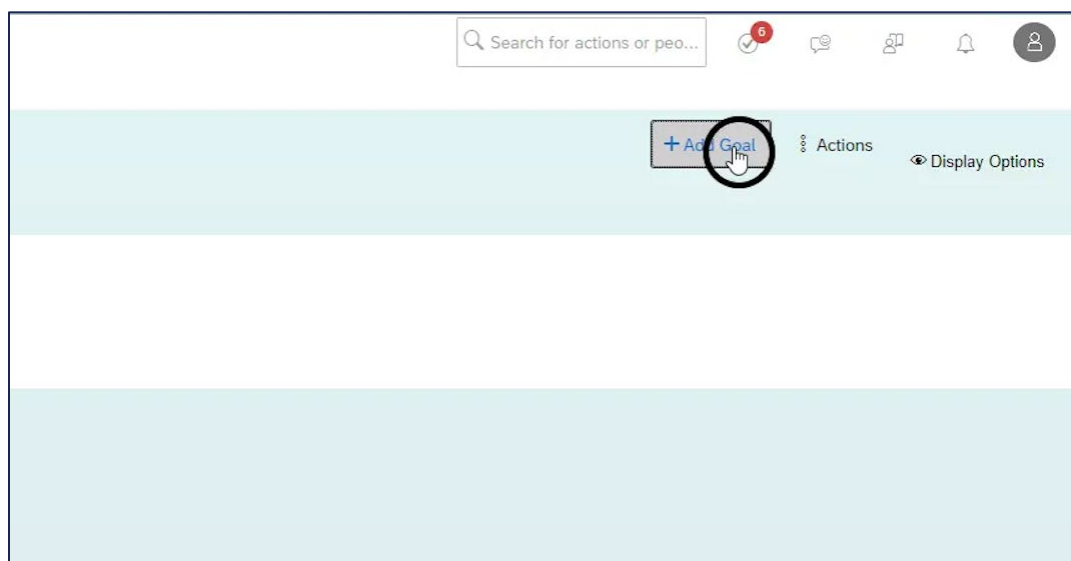 Search for actions or peo...
6
+ Add Goal
Actions
Display Options